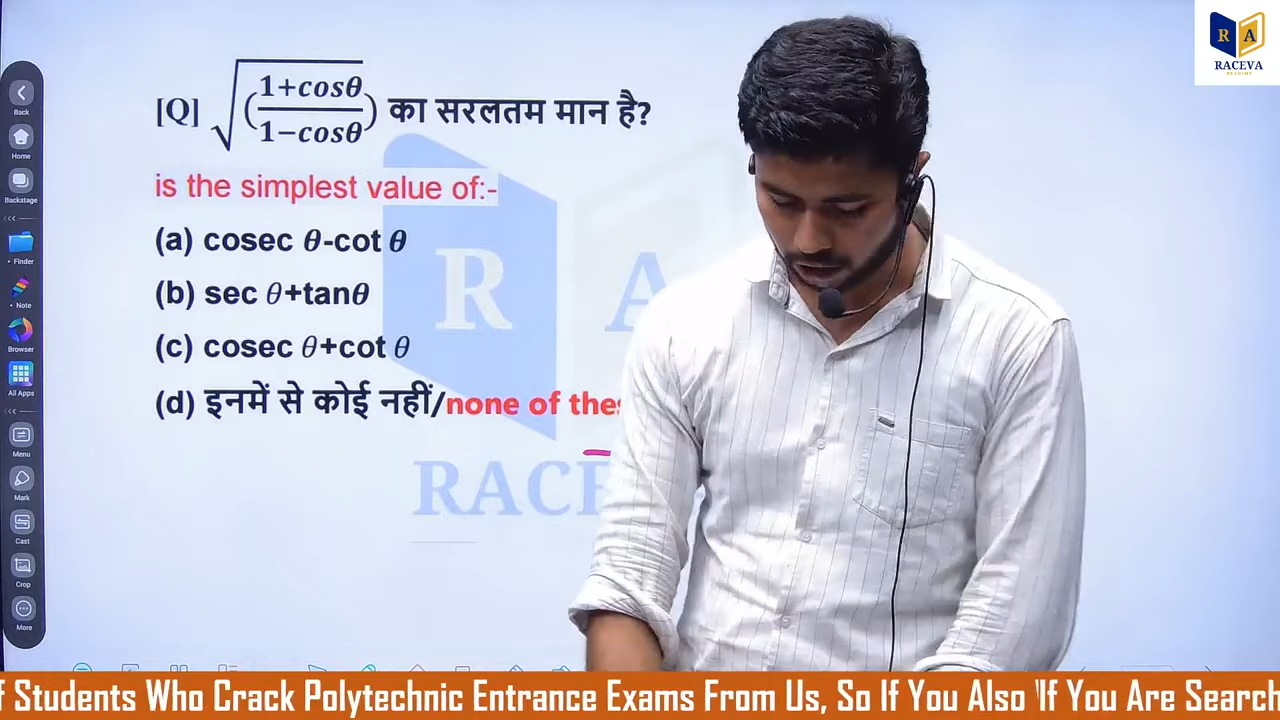 R A
RACEVA
ACADEMY
Back
Home
Backstage
Finder
Note
Browser
All Apps
Menu
Mark
Cast
Crop
More
[Q] √(1+cosθ/1−cosθ) का सरलतम मान है?
is the simplest value of:-
(a) cosec θ-cot θ
(b) sec θ+tanθ
(c) cosec θ+cot θ
(d) इनमें से कोई नहीं/none of
R A
RACE
Students Who Crack Polytechnic Entrance Exams From Us, So If You Also 'If You Are Search